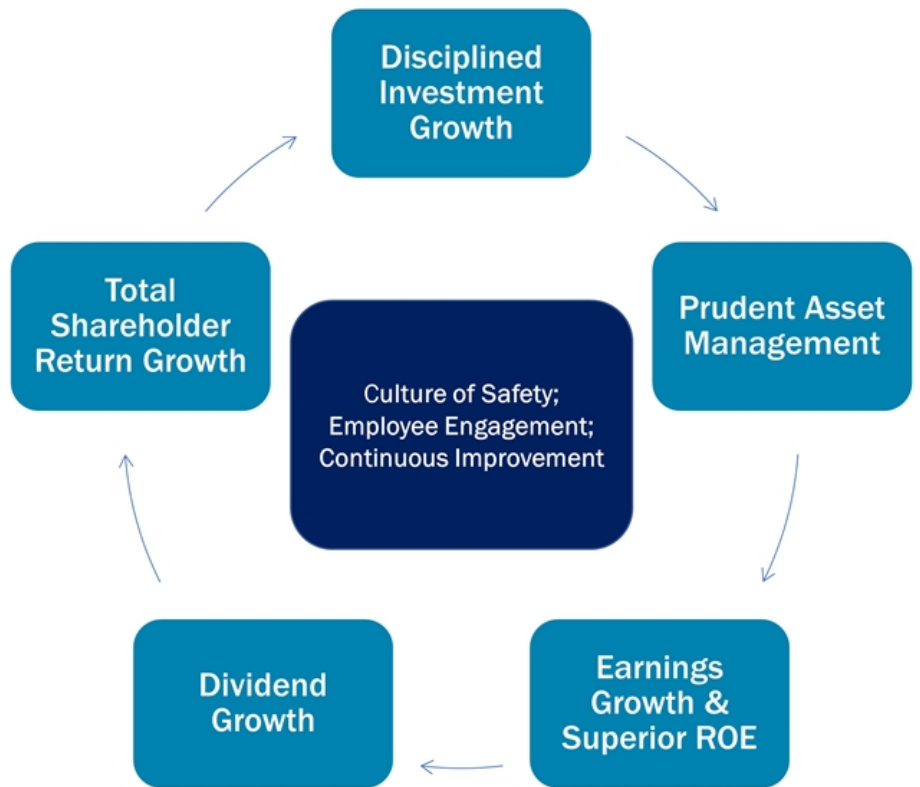 Disciplined
Investment
Growth
Total
Shareholder
Return Growth
Prudent Asset
Management
Culture of Safety;
Employee Engagement;
Continuous Improvement
Dividend
Growth
Earnings
Growth &
Superior ROE